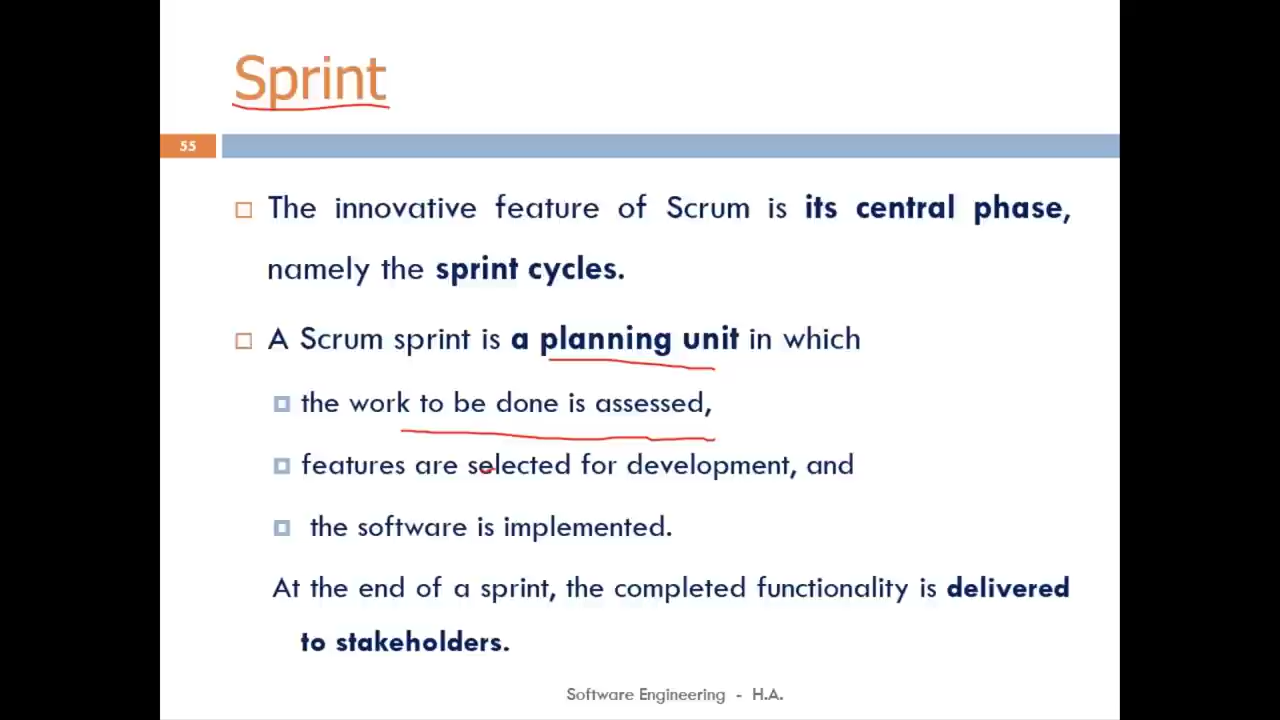 Sprint
55
The innovative feature of Scrum is its central phase,
namely the sprint cycles.
A Scrum sprint is a planning unit in which
the work to be done is assessed,
features are selected for development, and
the software is implemented.
At the end of a sprint, the completed functionality is delivered
to stakeholders.
Software Engineering - H.A.